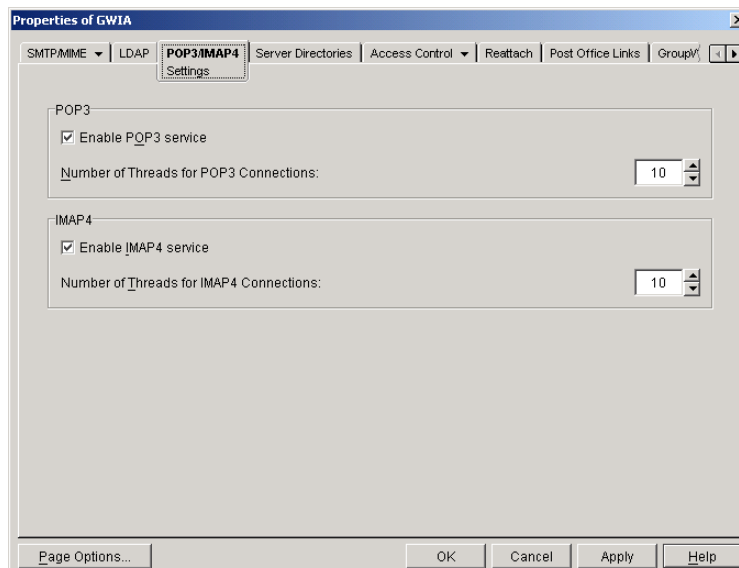 Properties of GWIA
SMTP/MIME LDAP POP3/IMAP4 Server Directories Access Control Reattach Post Office Links
Settings
POP3
Enable POP3 service
Number of Threads for POP3 Connections: 10
IMAP4
Enable IMAP4 service
Number of Threads for IMAP4 Connections: 10
Page Options... OK Cancel Apply Help